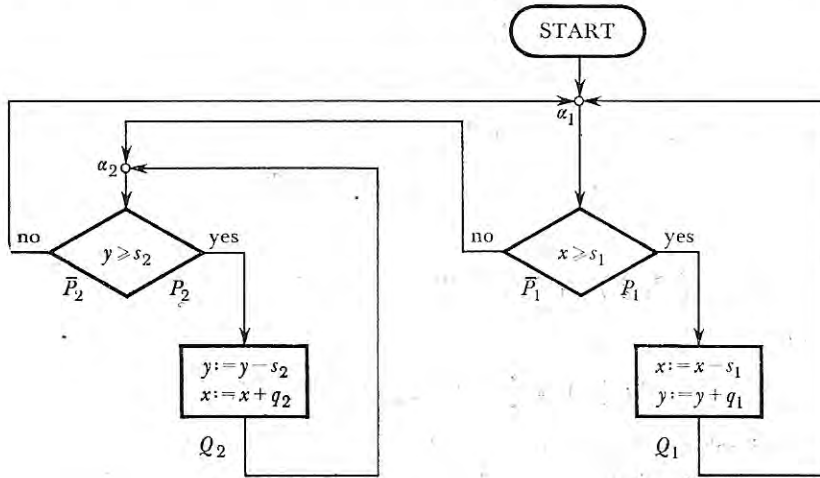 START
α₁
α₂
no
y ⩾ s₂
yes
P̅₂
P₂
no
x ⩾ s₁
yes
P̅₁
P₁
y := y − s₂
x := x + q₂
Q₂
x := x − s₁
y := y + q₁
Q₁